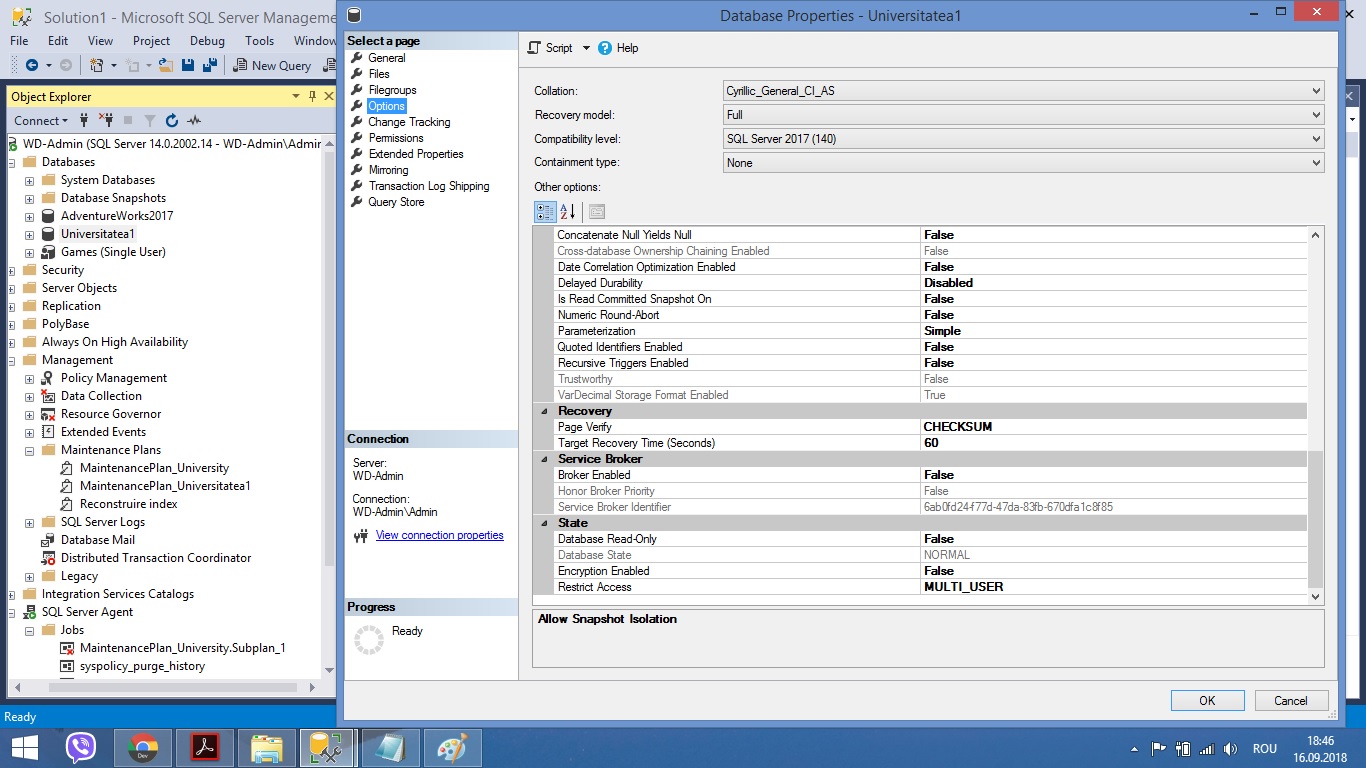 Solution1 - Microsoft SQL Server Manageme
File Edit View Project Debug Tools Window
New Query
Object Explorer
Connect
WD-Admin (SQL Server 14.0.2002.14 - WD-Admin\Admir
Databases
System Databases
Database Snapshots
AdventureWorks2017
Universitatea1
Games (Single User)
Security
Server Objects
Replication
PolyBase
Always On High Availability
Management
Policy Management
Data Collection
Resource Governor
Extended Events
Maintenance Plans
MaintenancePlan_University
MaintenancePlan_Universitatea1
Reconstruire index
SQL Server Logs
Database Mail
Distributed Transaction Coordinator
Legacy
Integration Services Catalogs
SQL Server Agent
Jobs
MaintenancePlan_University.Subplan_1
syspolicy_purge_history
Ready
Database Properties - Universitatea1
Select a page
General
Files
Filegroups
Options
Change Tracking
Permissions
Extended Properties
Mirroring
Transaction Log Shipping
Query Store
Connection
Server:
WD-Admin
Connection:
WD-Admin\Admin
View connection properties
Progress
Ready
Script Help
Collation: Cyrillic_General_CI_AS
Recovery model: Full
Compatibility level: SQL Server 2017 (140)
Containment type: None
Other options:
Concatenate Null Yields Null False
Cross-database Ownership Chaining Enabled False
Date Correlation Optimization Enabled False
Delayed Durability Disabled
Is Read Committed Snapshot On False
Numeric Round-Abort False
Parameterization Simple
Quoted Identifiers Enabled False
Recursive Triggers Enabled False
Trustworthy False
VarDecimal Storage Format Enabled True
Recovery
Page Verify CHECKSUM
Target Recovery Time (Seconds) 60
Service Broker
Broker Enabled False
Honor Broker Priority False
Service Broker Identifier 6ab0fd24-f77d-47da-83fb-670dfa1c8f85
State
Database Read-Only False
Database State NORMAL
Encryption Enabled False
Restrict Access MULTI_USER
Allow Snapshot Isolation
OK Cancel
Dev
ROU
18:46
16.09.2018